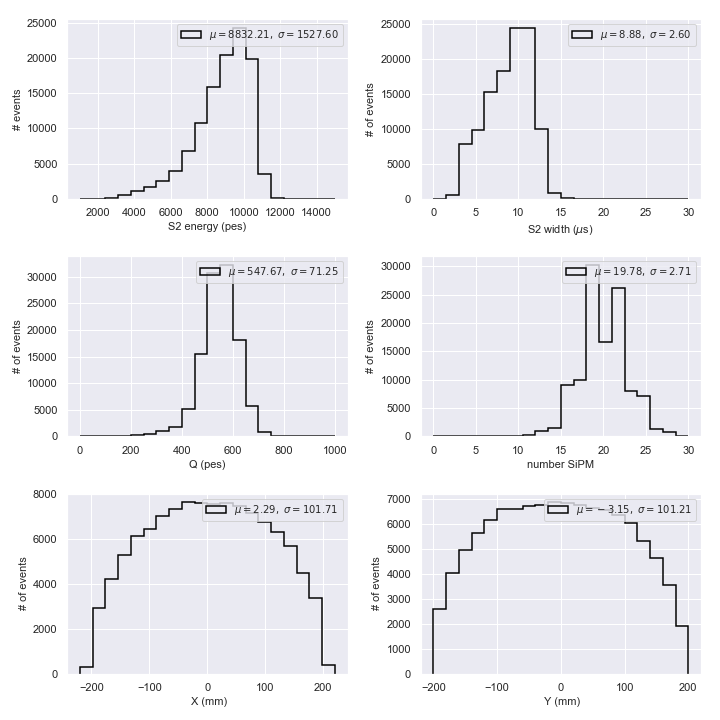 μ = 8832.21, σ = 1527.60
25000
20000
15000
10000
5000
0
# events
2000 4000 6000 8000 10000 12000 14000
S2 energy (pes)
μ = 8.88, σ = 2.60
25000
20000
15000
10000
5000
0
# of events
0 5 10 15 20 25 30
S2 width (μs)
μ = 547.67, σ = 71.25
30000
25000
20000
15000
10000
5000
0
# of events
0 200 400 600 800 1000
Q (pes)
μ = 19.78, σ = 2.71
30000
25000
20000
15000
10000
5000
0
# of events
0 5 10 15 20 25 30
number SiPM
μ = 2.29, σ = 101.71
8000
6000
4000
2000
0
# of events
−200 −100 0 100 200
X (mm)
μ = −3.15, σ = 101.21
7000
6000
5000
4000
3000
2000
1000
0
# of events
−200 −100 0 100 200
Y (mm)